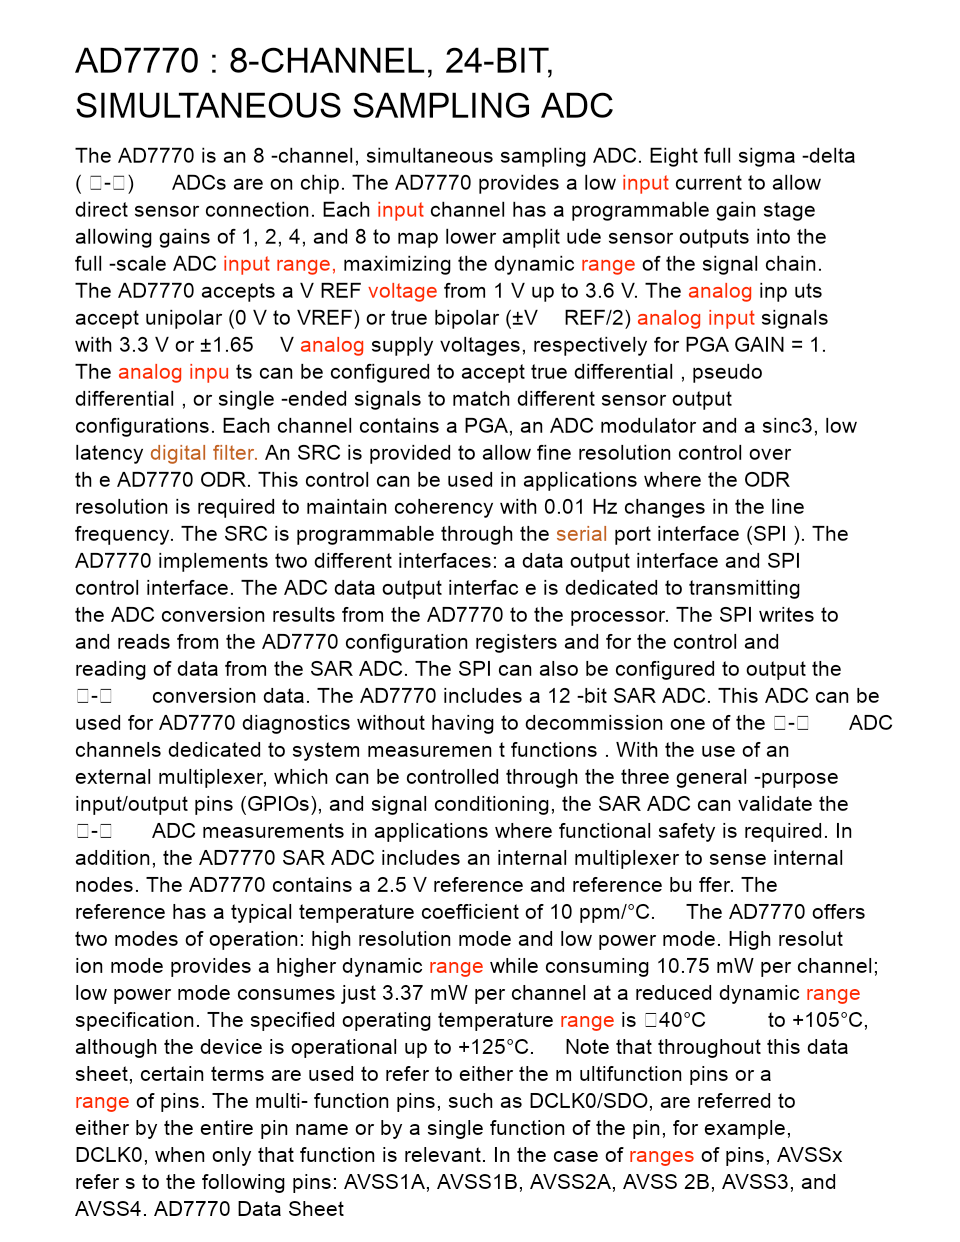 AD7770 : 8-CHANNEL, 24-BIT,
SIMULTANEOUS SAMPLING ADC
The AD7770 is an 8 -channel, simultaneous sampling ADC. Eight full sigma -delta
( □-□) ADCs are on chip. The AD7770 provides a low input current to allow
direct sensor connection. Each input channel has a programmable gain stage
allowing gains of 1, 2, 4, and 8 to map lower amplit ude sensor outputs into the
full -scale ADC input range, maximizing the dynamic range of the signal chain.
The AD7770 accepts a V REF voltage from 1 V up to 3.6 V. The analog inp uts
accept unipolar (0 V to VREF) or true bipolar (±V REF/2) analog input signals
with 3.3 V or ±1.65 V analog supply voltages, respectively for PGA GAIN = 1.
The analog inpu ts can be configured to accept true differential , pseudo
differential , or single -ended signals to match different sensor output
configurations. Each channel contains a PGA, an ADC modulator and a sinc3, low
latency digital filter. An SRC is provided to allow fine resolution control over
th e AD7770 ODR. This control can be used in applications where the ODR
resolution is required to maintain coherency with 0.01 Hz changes in the line
frequency. The SRC is programmable through the serial port interface (SPI ). The
AD7770 implements two different interfaces: a data output interface and SPI
control interface. The ADC data output interfac e is dedicated to transmitting
the ADC conversion results from the AD7770 to the processor. The SPI writes to
and reads from the AD7770 configuration registers and for the control and
reading of data from the SAR ADC. The SPI can also be configured to output the
□-□ conversion data. The AD7770 includes a 12 -bit SAR ADC. This ADC can be
used for AD7770 diagnostics without having to decommission one of the □-□ ADC
channels dedicated to system measuremen t functions . With the use of an
external multiplexer, which can be controlled through the three general -purpose
input/output pins (GPIOs), and signal conditioning, the SAR ADC can validate the
□-□ ADC measurements in applications where functional safety is required. In
addition, the AD7770 SAR ADC includes an internal multiplexer to sense internal
nodes. The AD7770 contains a 2.5 V reference and reference bu ffer. The
reference has a typical temperature coefficient of 10 ppm/°C. The AD7770 offers
two modes of operation: high resolution mode and low power mode. High resolut
ion mode provides a higher dynamic range while consuming 10.75 mW per channel;
low power mode consumes just 3.37 mW per channel at a reduced dynamic range
specification. The specified operating temperature range is □40°C to +105°C,
although the device is operational up to +125°C. Note that throughout this data
sheet, certain terms are used to refer to either the m ultifunction pins or a
range of pins. The multi- function pins, such as DCLK0/SDO, are referred to
either by the entire pin name or by a single function of the pin, for example,
DCLK0, when only that function is relevant. In the case of ranges of pins, AVSSx
refer s to the following pins: AVSS1A, AVSS1B, AVSS2A, AVSS 2B, AVSS3, and
AVSS4. AD7770 Data Sheet